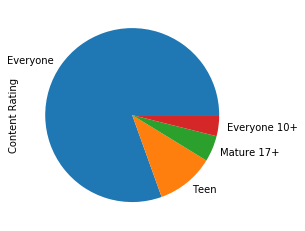 Everyone
Content Rating
Everyone 10+
Mature 17+
Teen